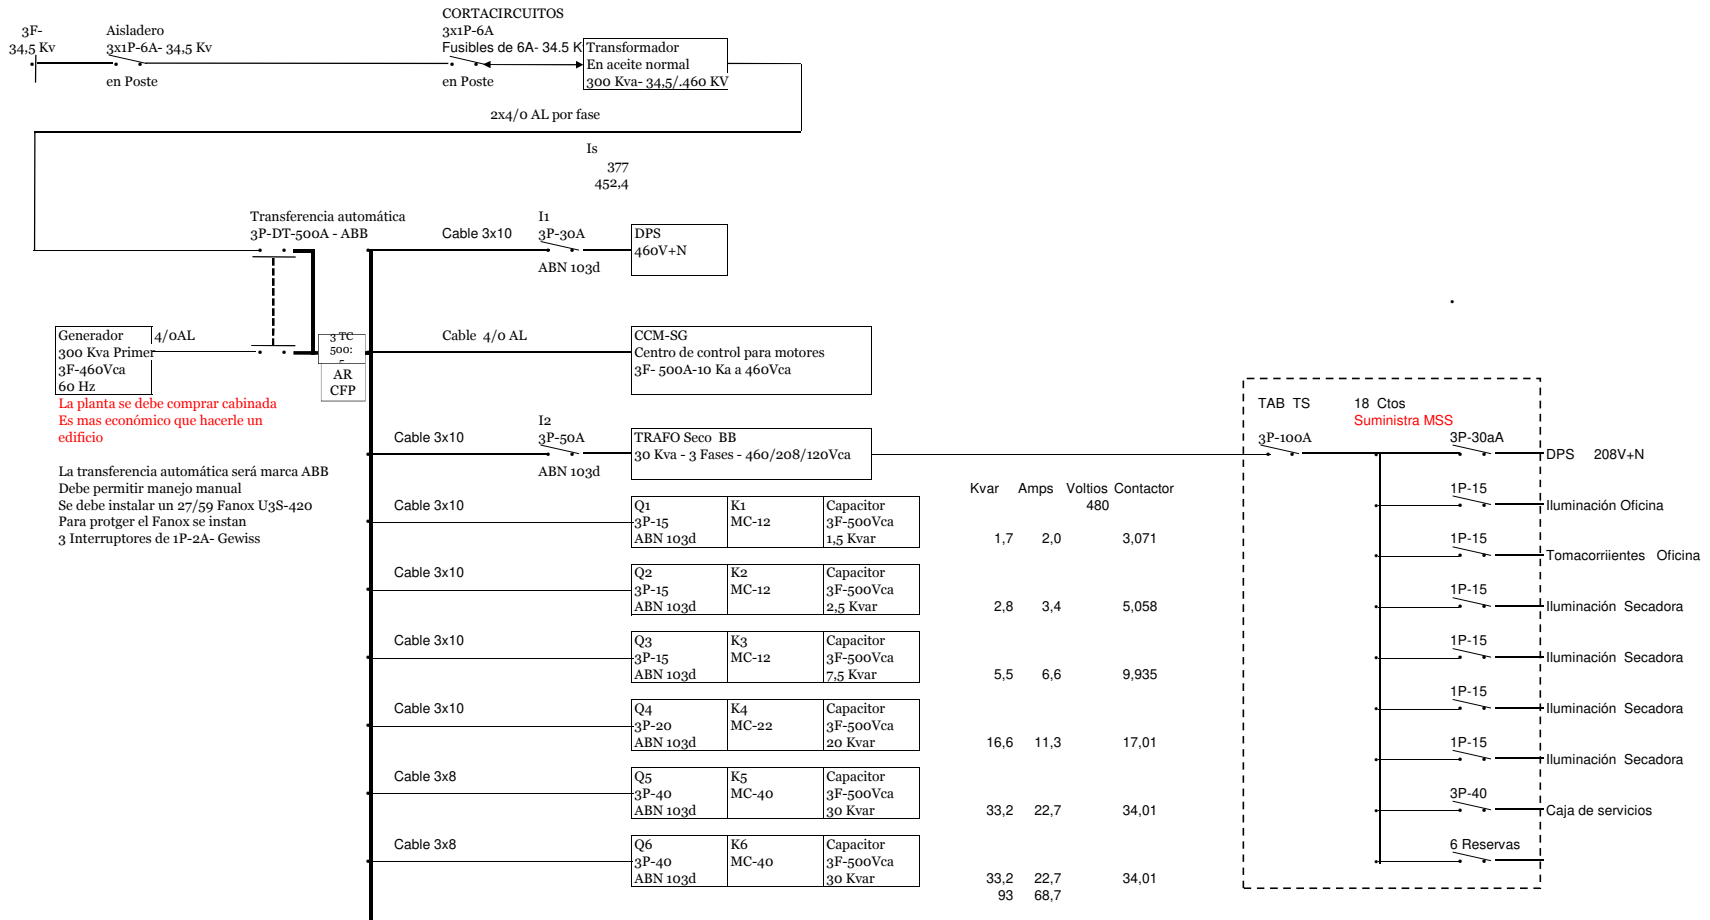 CORTACIRCUITOS
3F-
34,5 Kv
Aisladero
3x1P-6A- 34,5 Kv
en Poste
3x1P-6A
Fusibles de 6A- 34.5 K
en Poste
Transformador
En aceite normal
300 Kva- 34,5/.460 KV
2x4/0 AL por fase
Is
377
452,4
Transferencia automática
3P-DT-500A - ABB
Cable 3x10
I1
3P-30A
ABN 103d
DPS
460V+N
Generador
300 Kva Primer
3F-460Vca
60 Hz
4/0AL
3 TC
500:
AR
CFP
Cable 4/0 AL
CCM-SG
Centro de control para motores
3F- 500A-10 Ka a 460Vca
La planta se debe comprar cabinada
Es mas económico que hacerle un
edificio
La transferencia automática será marca ABB
Debe permitir manejo manual
Se debe instalar un 27/59 Fanox U3S-420
Para protger el Fanox se instan
3 Interruptores de 1P-2A- Gewiss
Cable 3x10
I2
3P-50A
ABN 103d
TRAFO Seco BB
30 Kva - 3 Fases - 460/208/120Vca
Kvar Amps Voltios Contactor
480
Cable 3x10
Q1 K1 Capacitor
3P-15 MC-12 3F-500Vca
ABN 103d 1,5 Kvar
1,7 2,0 3,071
Cable 3x10
Q2 K2 Capacitor
3P-15 MC-12 3F-500Vca
ABN 103d 2,5 Kvar
2,8 3,4 5,058
Cable 3x10
Q3 K3 Capacitor
3P-15 MC-12 3F-500Vca
ABN 103d 7,5 Kvar
5,5 6,6 9,935
Cable 3x10
Q4 K4 Capacitor
3P-20 MC-22 3F-500Vca
ABN 103d 20 Kvar
16,6 11,3 17,01
Cable 3x8
Q5 K5 Capacitor
3P-40 MC-40 3F-500Vca
ABN 103d 30 Kvar
33,2 22,7 34,01
Cable 3x8
Q6 K6 Capacitor
3P-40 MC-40 3F-500Vca
ABN 103d 30 Kvar
33,2 22,7 34,01
93 68,7
TAB TS 18 Ctos
Suministra MSS
3P-100A
3P-30aA
DPS 208V+N
1P-15
Iluminación Oficina
1P-15
Tomacorriientes Oficina
1P-15
Iluminación Secadora
1P-15
Iluminación Secadora
1P-15
Iluminación Secadora
1P-15
Iluminación Secadora
3P-40
Caja de servicios
6 Reservas